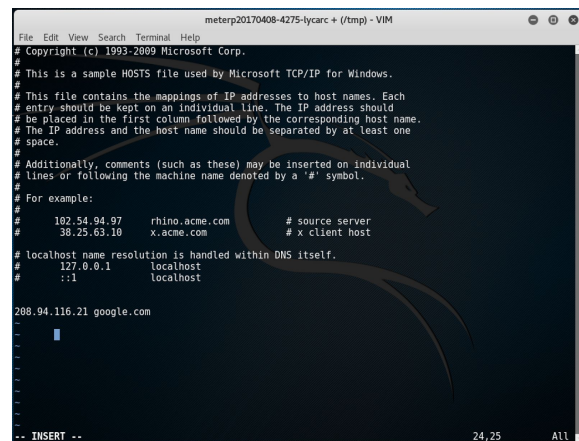 meterp20170408-4275-lycarc + (/tmp) - VIM
File Edit View Search Terminal Help
# Copyright (c) 1993-2009 Microsoft Corp.
#
# This is a sample HOSTS file used by Microsoft TCP/IP for Windows.
#
# This file contains the mappings of IP addresses to host names. Each
# entry should be kept on an individual line. The IP address should
# be placed in the first column followed by the corresponding host name.
# The IP address and the host name should be separated by at least one
# space.
#
# Additionally, comments (such as these) may be inserted on individual
# lines or following the machine name denoted by a '#' symbol.
#
# For example:
#
#      102.54.94.97     rhino.acme.com          # source server
#       38.25.63.10     x.acme.com              # x client host

# localhost name resolution is handled within DNS itself.
#       127.0.0.1       localhost
#       ::1             localhost


208.94.116.21 google.com
~
~
~
~
~
~
~
~
~
-- INSERT --                    24,25         All